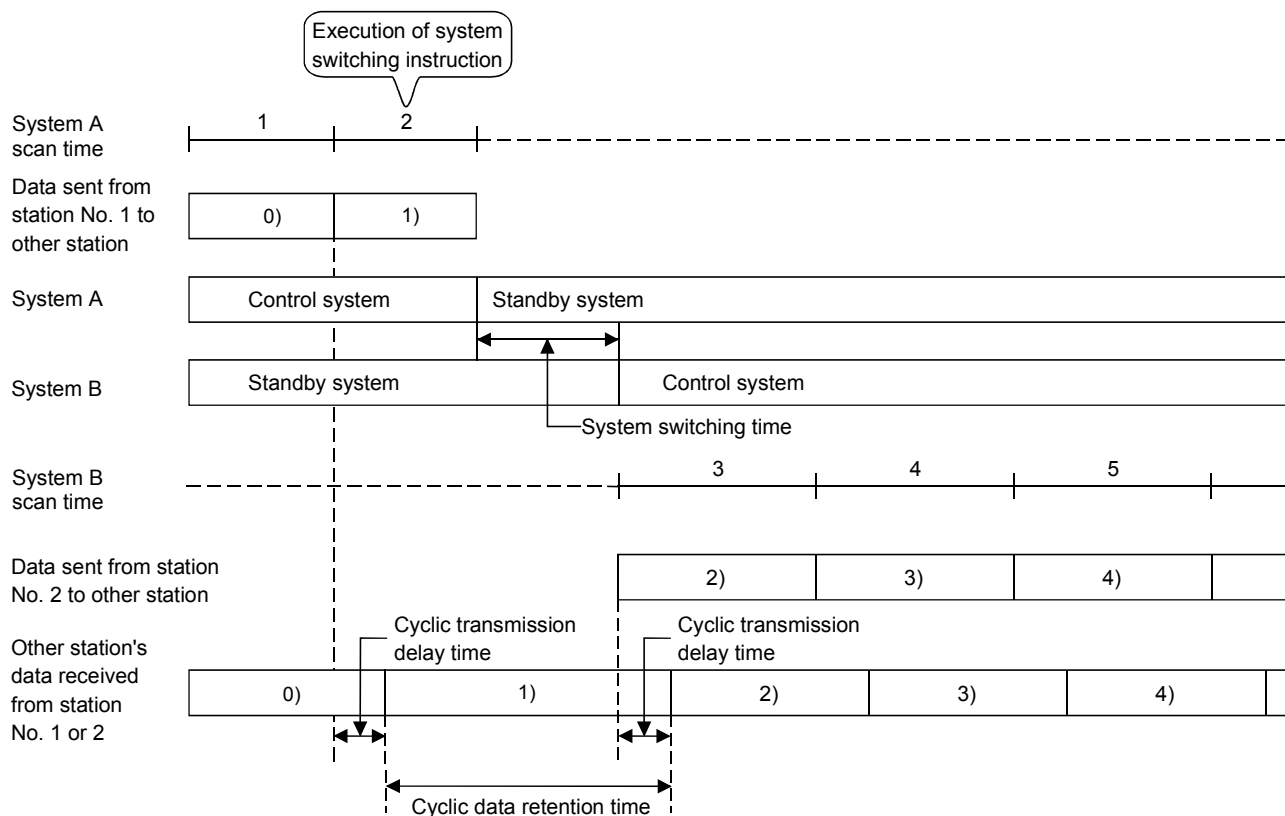 Execution of system
switching instruction
System A
scan time
1
2
Data sent from
station No. 1 to
other station
0)
1)
System A
Control system
Standby system
System B
Standby system
Control system
System switching time
System B
scan time
3
4
5
Data sent from station
No. 2 to other station
2)
3)
4)
Cyclic transmission
delay time
Cyclic transmission
delay time
Other station's
data received
from station
No. 1 or 2
0)
1)
2)
3)
4)
Cyclic data retention time